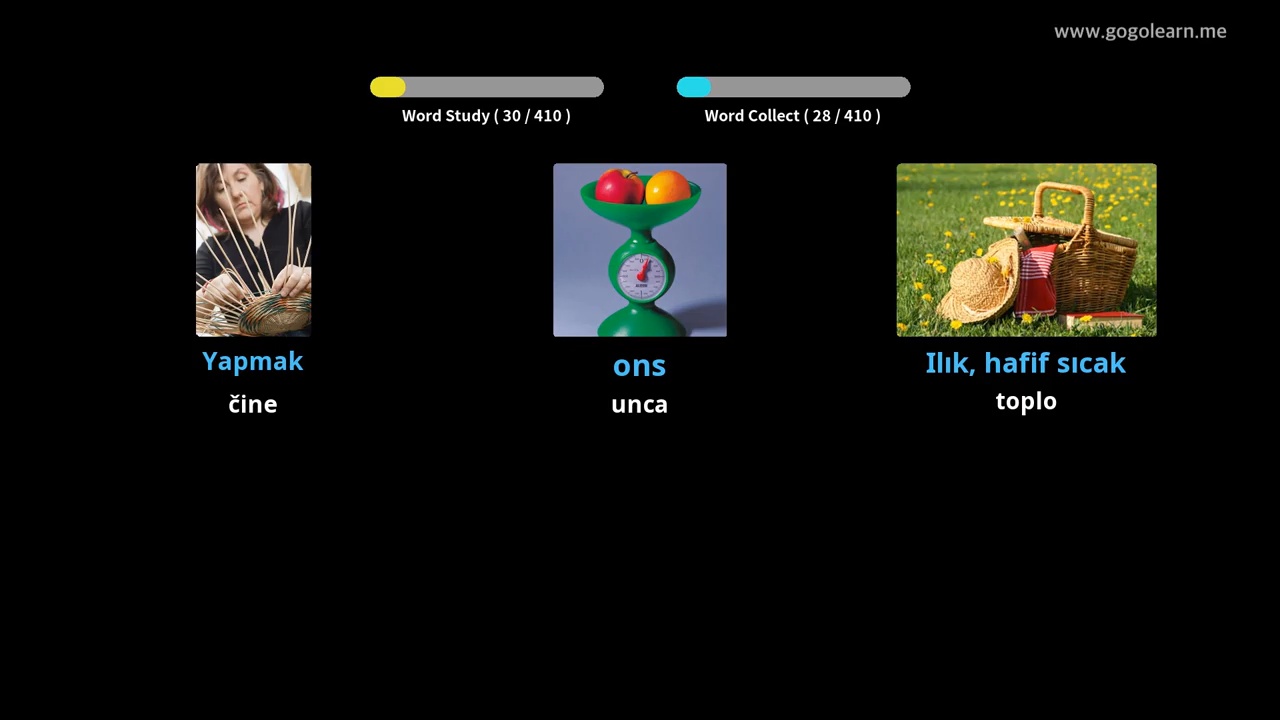 www.gogolearn.me
Word Study ( 30 / 410 )
Word Collect ( 28 / 410 )
Yapmak
čine
ons
unca
Ilık, hafif sıcak
toplo